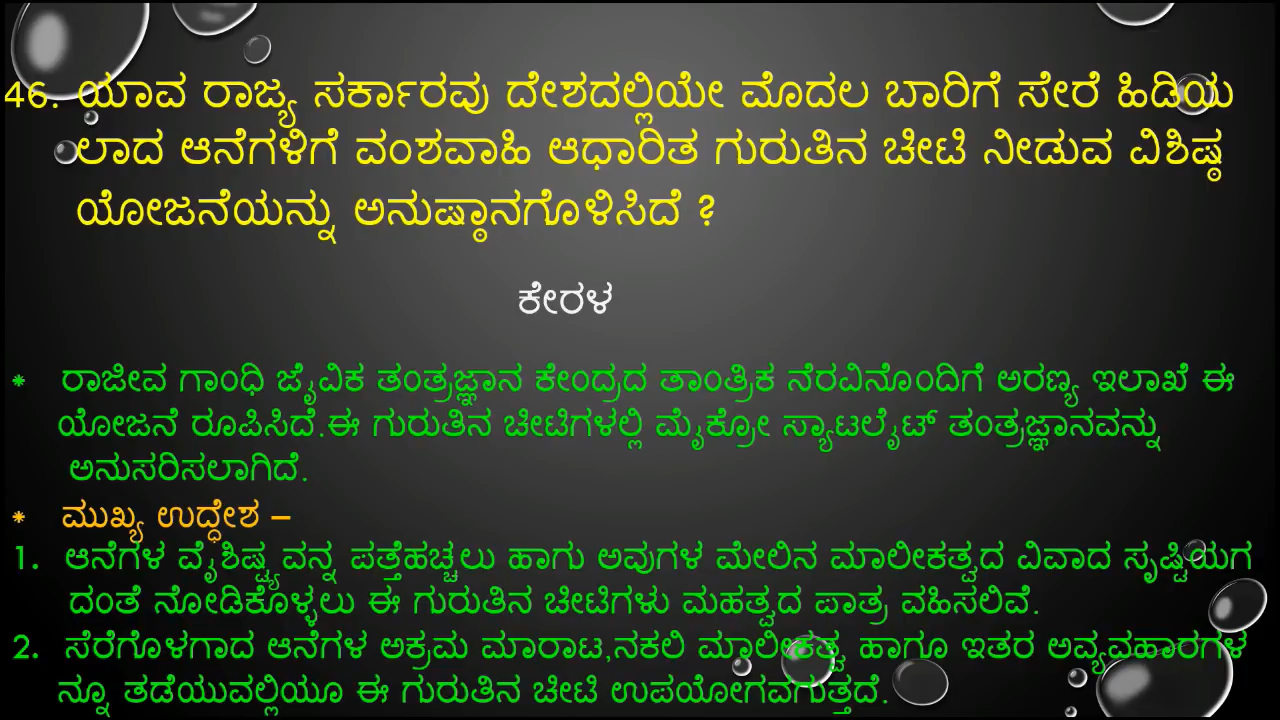 46. ಯಾವ ರಾಜ್ಯ ಸರ್ಕಾರವು ದೇಶದಲ್ಲಿಯೇ ಮೊದಲ ಬಾರಿಗೆ ಸೇರೆ ಹಿಡಿಯ
ಲಾದ ಆನೆಗಳಿಗೆ ವಂಶವಾಹಿ ಆಧಾರಿತ ಗುರುತಿನ ಚೀಟಿ ನೀಡುವ ವಿಶಿಷ್ಠ
ಯೋಜನೆಯನ್ನು ಅನುಷ್ಠಾನಗೊಳಿಸಿದೆ ?
ಕೇರಳ
* ರಾಜೀವ ಗಾಂಧಿ ಜೈವಿಕ ತಂತ್ರಜ್ಞಾನ ಕೇಂದ್ರದ ತಾಂತ್ರಿಕ ನೆರವಿನೊಂದಿಗೆ ಅರಣ್ಯ ಇಲಾಖೆ ಈ
ಯೋಜನೆ ರೂಪಿಸಿದೆ.ಈ ಗುರುತಿನ ಚೀಟಿಗಳಲ್ಲಿ ಮೈಕ್ರೋ ಸ್ಯಾಟಲೈಟ್ ತಂತ್ರಜ್ಞಾನವನ್ನು
ಅನುಸರಿಸಲಾಗಿದೆ.
* ಮುಖ್ಯ ಉದ್ಧೇಶ –
1. ಆನೆಗಳ ವೈಶಿಷ್ಟ್ಯವನ್ನ ಪತ್ತೆಹಚ್ಚಲು ಹಾಗು ಅವುಗಳ ಮೇಲಿನ ಮಾಲೀಕತ್ವದ ವಿವಾದ ಸೃಷ್ಟಿಯಗ
ದಂತೆ ನೋಡಿಕೊಳ್ಳಲು ಈ ಗುರುತಿನ ಚೀಟಿಗಳು ಮಹತ್ವದ ಪಾತ್ರ ವಹಿಸಲಿವೆ.
2. ಸೆರೆಗೊಳಗಾದ ಆನೆಗಳ ಅಕ್ರಮ ಮಾರಾಟ,ನಕಲಿ ಮಾಲೀಕತ್ವ ಹಾಗೂ ಇತರ ಅವ್ಯವಹಾರಗಳ
ನ್ನೂ ತಡೆಯುವಲ್ಲಿಯೂ ಈ ಗುರುತಿನ ಚೀಟಿ ಉಪಯೋಗವಗುತ್ತದೆ.